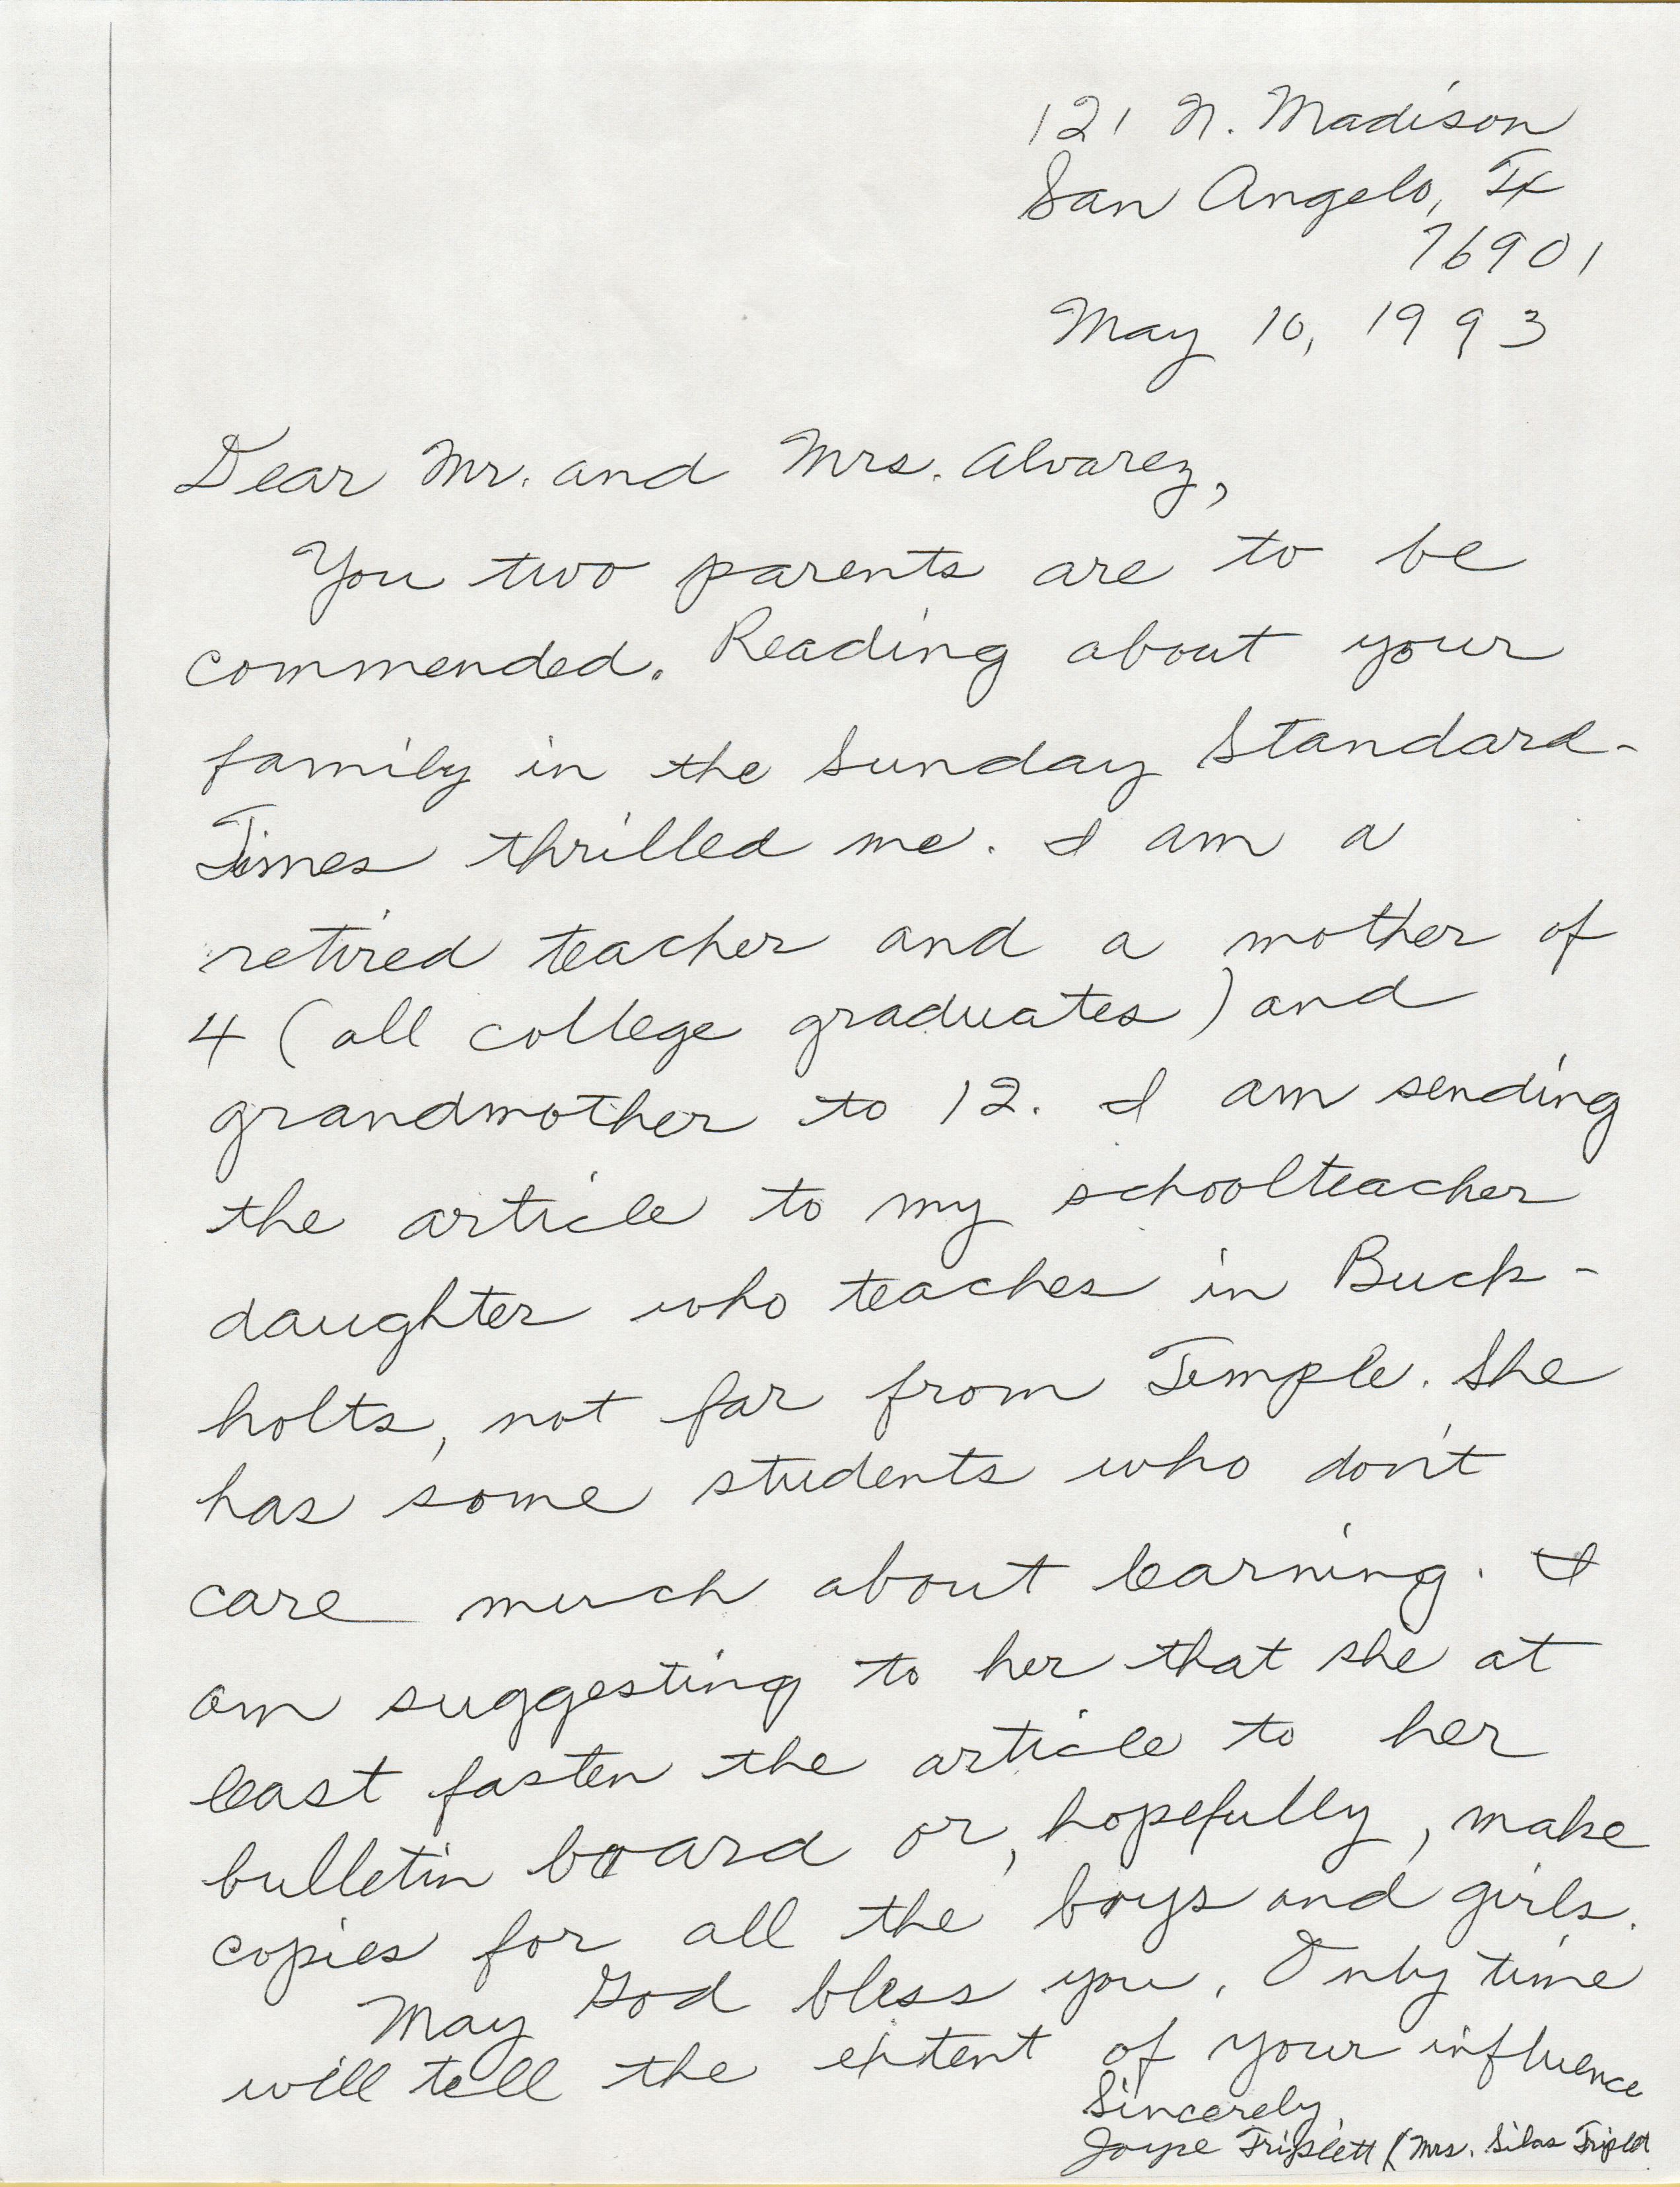 121 N. Madison
San Angelo, Tx
76901
May 10, 1993
Dear Mr. and Mrs. Alvarez,
You two parents are to be
commended. Reading about your
family in the Sunday Standard-
Times thrilled me. I am a
retired teacher and a mother of
4 (all college graduates) and
grandmother to 12. I am sending
the article to my schoolteacher
daughter who teaches in Buck-
holts, not far from Temple. She
has some students who don't
care much about learning. I
am suggesting to her that she at
least fasten the article to her
bulletin board or, hopefully, make
copies for all the boys and girls.
May God bless you. Only time
will tell the extent of your influence
Sincerely,
Joyce Triplett (Mrs. Silas Triplett